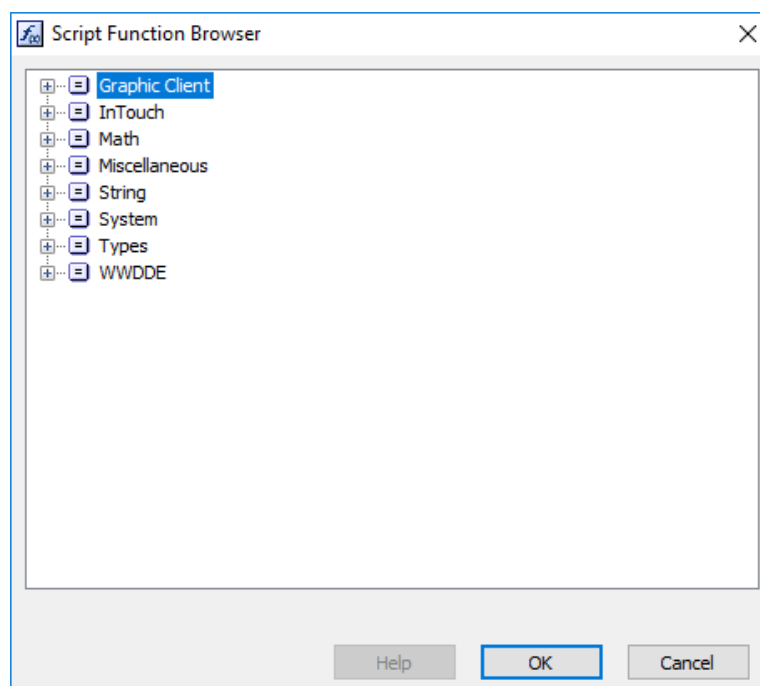 Script Function Browser
Graphic Client
InTouch
Math
Miscellaneous
String
System
Types
WWDDE
Help OK Cancel